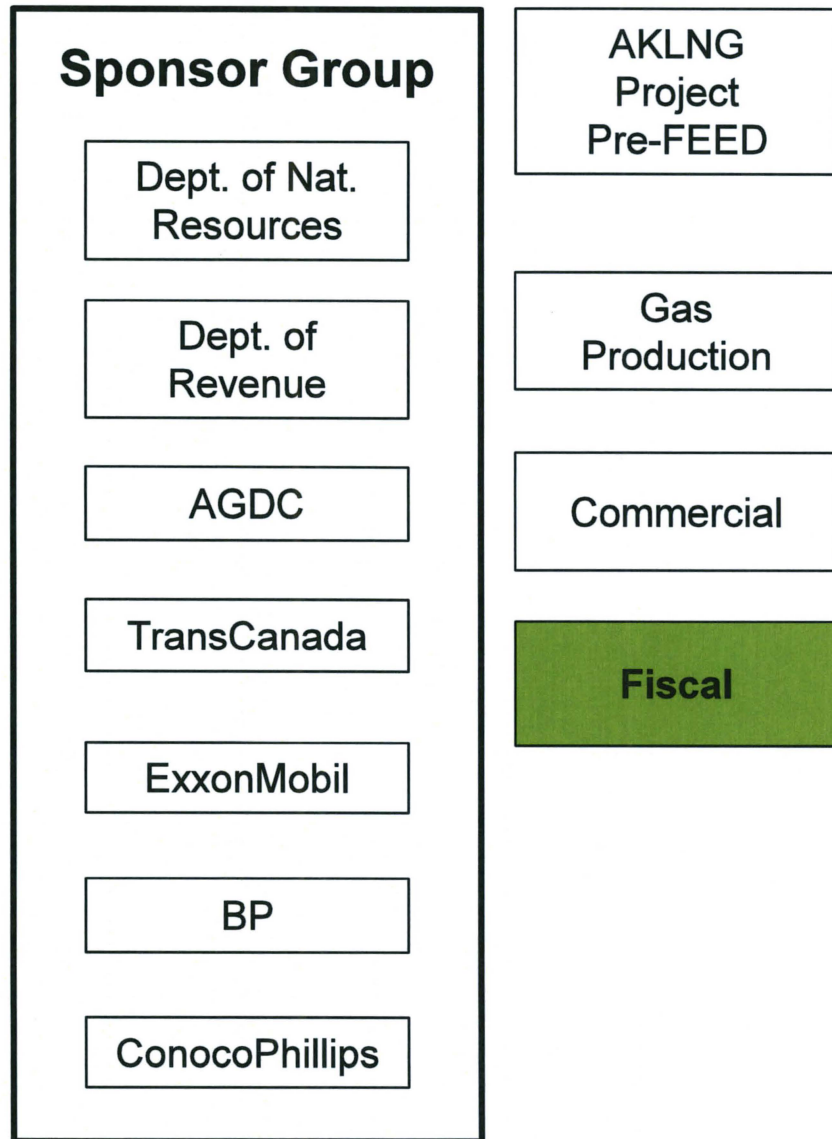 Sponsor Group
Dept. of Nat.
Resources
Dept. of
Revenue
AGDC
TransCanada
ExxonMobil
BP
ConocoPhillips
AKLNG
Project
Pre-FEED
Gas
Production
Commercial
Fiscal